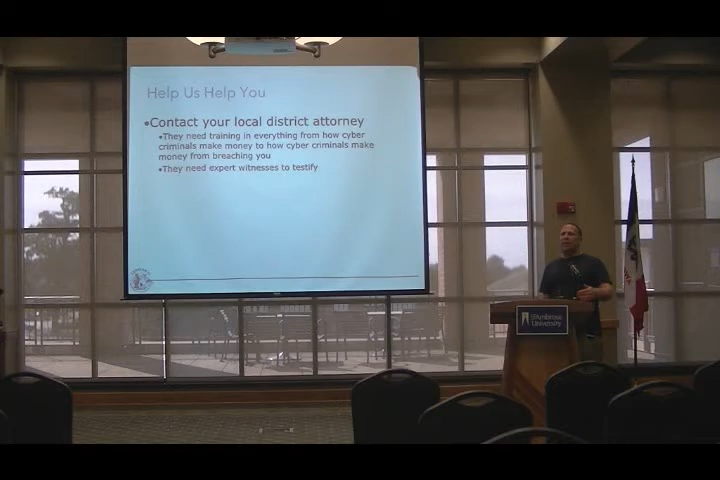 Help Us Help You
•Contact your local district attorney
•They need training in everything from how cyber
criminals make money to how cyber criminals make
money from breaching you
•They need expert witnesses to testify
St.Ambrose
University